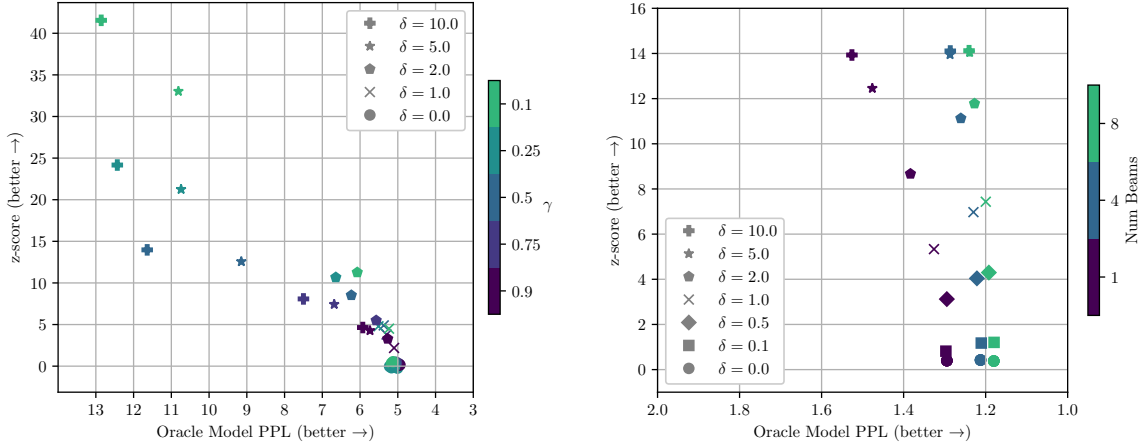 40
35
30
25
20
15
10
5
0
z-score (better →)
13 12 11 10 9 8 7 6 5 4 3
Oracle Model PPL (better →)
δ = 10.0
δ = 5.0
δ = 2.0
δ = 1.0
δ = 0.0
0.1
0.25
0.5
0.75
0.9
γ
16
14
12
10
8
6
4
2
0
z-score (better →)
2.0 1.8 1.6 1.4 1.2 1.0
Oracle Model PPL (better →)
δ = 10.0
δ = 5.0
δ = 2.0
δ = 1.0
δ = 0.5
δ = 0.1
δ = 0.0
8
4
1
Num Beams